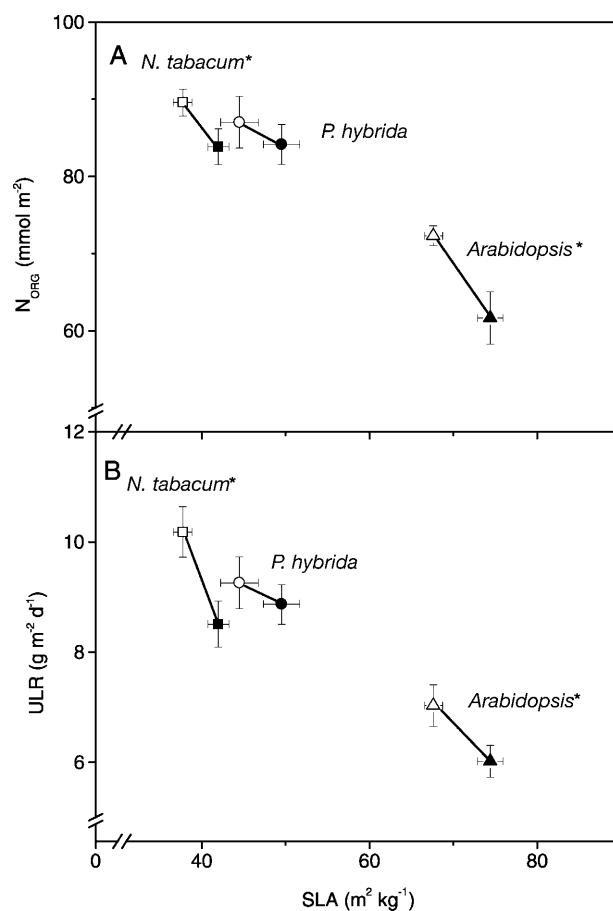 100
A
N. tabacum*
P. hybrida
80
Arabidopsis*
60
N_ORG (mmol m⁻²)
12
B
N. tabacum*
P. hybrida
10
8
Arabidopsis*
6
ULR (g m⁻² d⁻¹)
0 40 60 80
SLA (m² kg⁻¹)